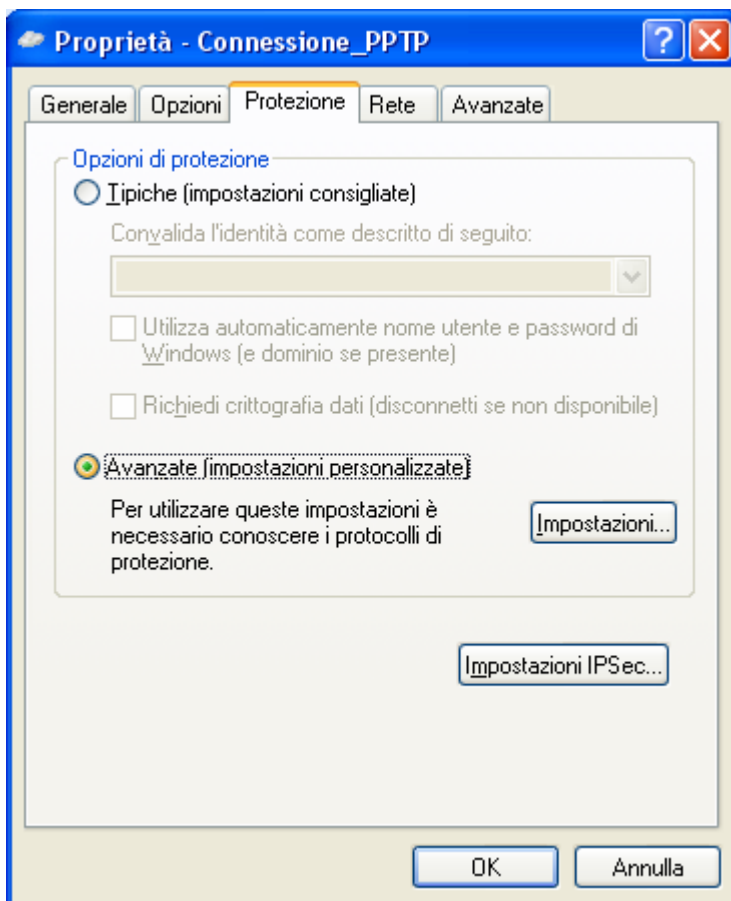 Proprietà - Connessione_PPTP
Generale Opzioni Protezione Rete Avanzate
Opzioni di protezione
Tipiche (impostazioni consigliate)
Convalida l'identità come descritto di seguito:
Utilizza automaticamente nome utente e password di
Windows (e dominio se presente)
Richiedi crittografia dati (disconnetti se non disponibile)
Avanzate (impostazioni personalizzate)
Per utilizzare queste impostazioni è
necessario conoscere i protocolli di
protezione.
Impostazioni...
Impostazioni IPSec...
OK Annulla